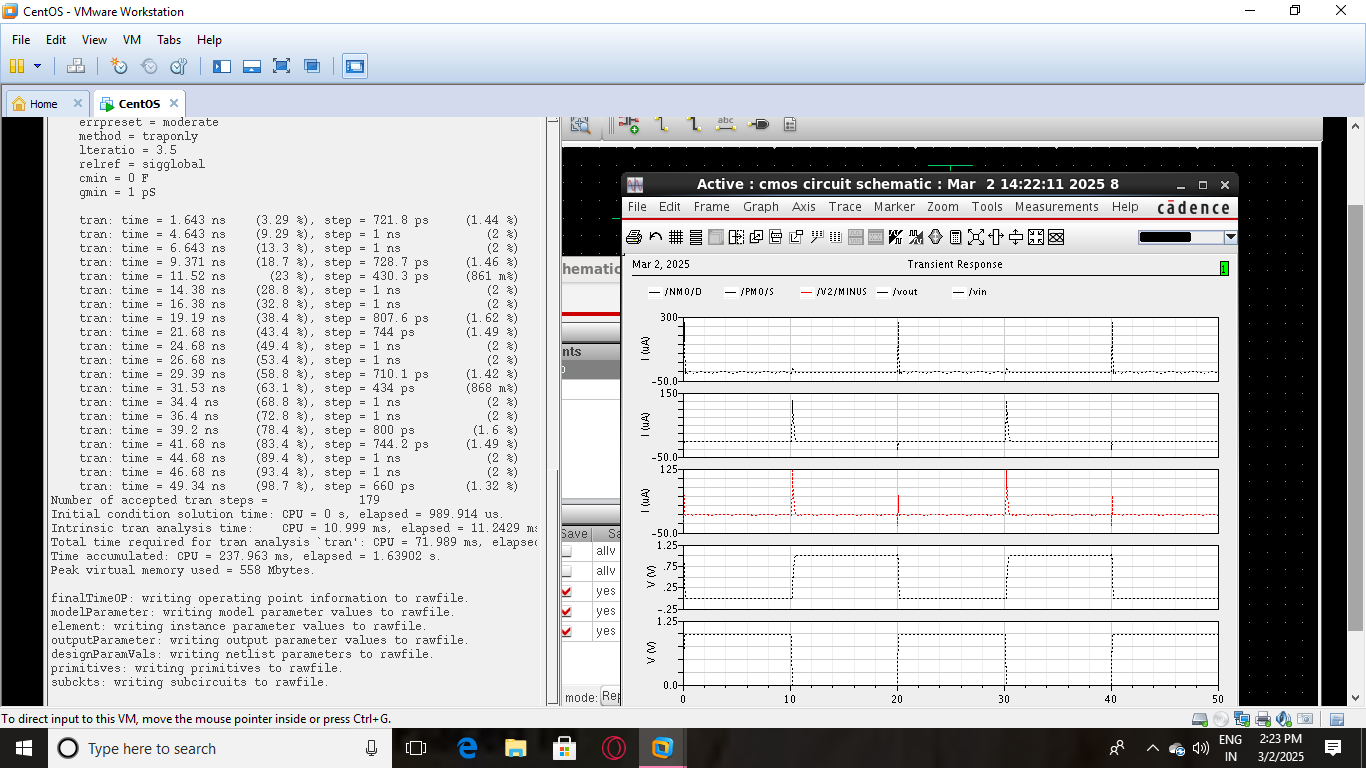 CentOS - VMware Workstation
File Edit View VM Tabs Help
Home CentOS
errpreset = moderate
method = traponly
lteratio = 3.5
relref = sigglobal
cmin = 0 F
gmin = 1 pS
tran: time = 1.643 ns (3.29 %), step = 721.8 ps (1.44 %)
tran: time = 4.643 ns (9.29 %), step = 1 ns (2 %)
tran: time = 6.643 ns (13.3 %), step = 1 ns (2 %)
tran: time = 9.371 ns (18.7 %), step = 728.7 ps (1.46 %)
tran: time = 11.52 ns (23 %), step = 430.3 ps (861 m%)
tran: time = 14.38 ns (28.8 %), step = 1 ns (2 %)
tran: time = 16.38 ns (32.8 %), step = 1 ns (2 %)
tran: time = 19.19 ns (38.4 %), step = 807.6 ps (1.62 %)
tran: time = 21.68 ns (43.4 %), step = 744 ps (1.49 %)
tran: time = 24.68 ns (49.4 %), step = 1 ns (2 %)
tran: time = 26.68 ns (53.4 %), step = 1 ns (2 %)
tran: time = 29.39 ns (58.8 %), step = 710.1 ps (1.42 %)
tran: time = 31.53 ns (63.1 %), step = 434 ps (868 m%)
tran: time = 34.4 ns (68.8 %), step = 1 ns (2 %)
tran: time = 36.4 ns (72.8 %), step = 1 ns (2 %)
tran: time = 39.2 ns (78.4 %), step = 800 ps (1.6 %)
tran: time = 41.68 ns (83.4 %), step = 744.2 ps (1.49 %)
tran: time = 44.68 ns (89.4 %), step = 1 ns (2 %)
tran: time = 46.68 ns (93.4 %), step = 1 ns (2 %)
tran: time = 49.34 ns (98.7 %), step = 660 ps (1.32 %)
Number of accepted tran steps = 179
Initial condition solution time: CPU = 0 s, elapsed = 989.914 us.
Intrinsic tran analysis time: CPU = 10.999 ms, elapsed = 11.2429 ms
Total time required for tran analysis `tran': CPU = 71.989 ms, elapse
Time accumulated: CPU = 237.963 ms, elapsed = 1.63902 s.
Peak virtual memory used = 558 Mbytes.
finalTimeOP: writing operating point information to rawfile.
modelParameter: writing model parameter values to rawfile.
element: writing instance parameter values to rawfile.
outputParameter: writing output parameter values to rawfile.
designParamVals: writing netlist parameters to rawfile.
primitives: writing primitives to rawfile.
subckts: writing subcircuits to rawfile.
abc
hematic
nts
Save Sa
allv
allv
yes
yes
yes
mode: Rep
Active : cmos circuit schematic : Mar 2 14:22:11 2025 8
File Edit Frame Graph Axis Trace Marker Zoom Tools Measurements Help cādence
Mar 2, 2025 Transient Response 1
/NM0/D /PM0/S /V2/MINUS /vout /vin
300
I (uA)
-50.0
150
I (uA)
-50.0
125
I (uA)
-50.0
1.25
.75
V (V)
.25
-.25
1.25
V (V)
0.0
0 10 20 30 40 50
To direct input to this VM, move the mouse pointer inside or press Ctrl+G.
Type here to search
ENG
IN
2:23 PM
3/2/2025